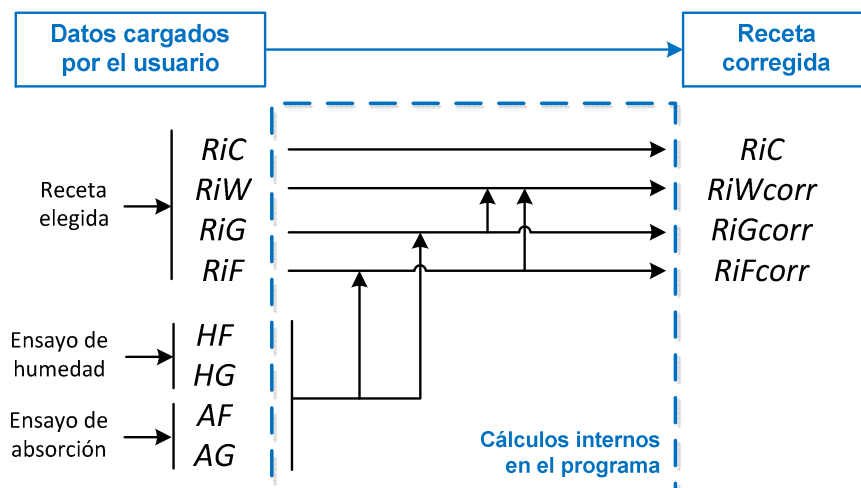 Datos cargados
por el usuario
Receta
corregida
Receta
elegida
RiC
RiW
RiG
RiF
RiC
RiWcorr
RiGcorr
RiFcorr
Ensayo de
humedad
HF
HG
Ensayo de
absorción
AF
AG
Cálculos internos
en el programa